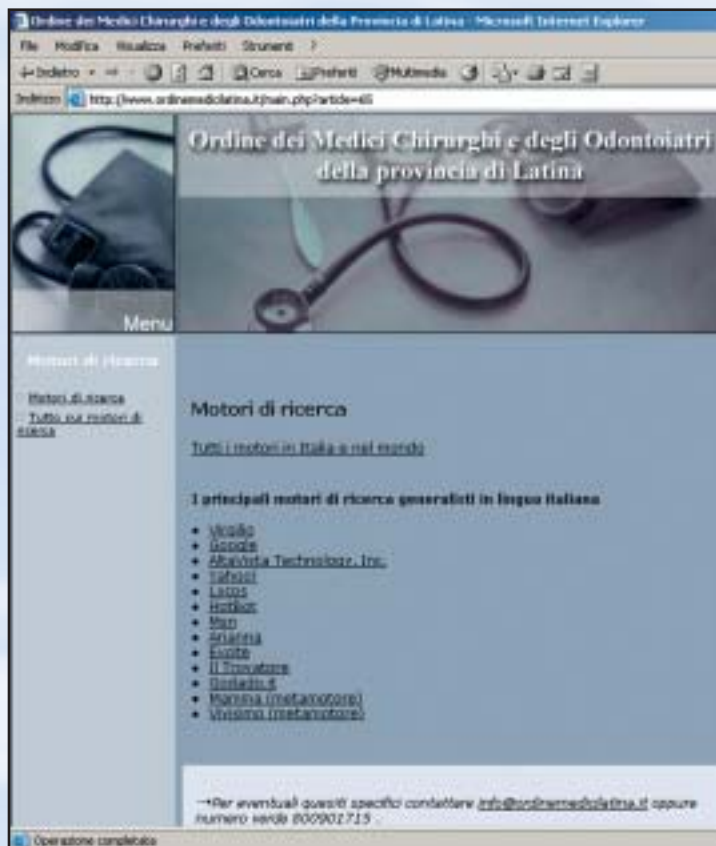 Ordine dei Medici Chirurghi e degli Odontoiatri della Provincia di Latina - Microsoft Internet Explorer
File Modifica Visualizza Preferiti Strumenti ?
Indietro Cerca Preferiti Multimedia
Indirizzo http://www.ordinemedicilatina.it/main.php?article=65
Ordine dei Medici Chirurghi e degli Odontoiatri
della provincia di Latina
Menu
Motori di ricerca
Motori di ricerca
Tutto sui motori di
ricerca
Motori di ricerca
Tutti i motori in Italia e nel mondo
I principali motori di ricerca generalisti in lingua italiana
• Virgilio
• Google
• AltaVista Technology, Inc.
• Yahoo!
• Lycos
• HotBot
• Msn
• Arianna
• Excite
• Il Trovatore
• Godado.it
• Mamma (metamotore)
• Vivisimo (metamotore)
→Per eventuali quesiti specifici contattare info@ordinemedicilatina.it oppure
numero verde 800901715 .
Operazione completata